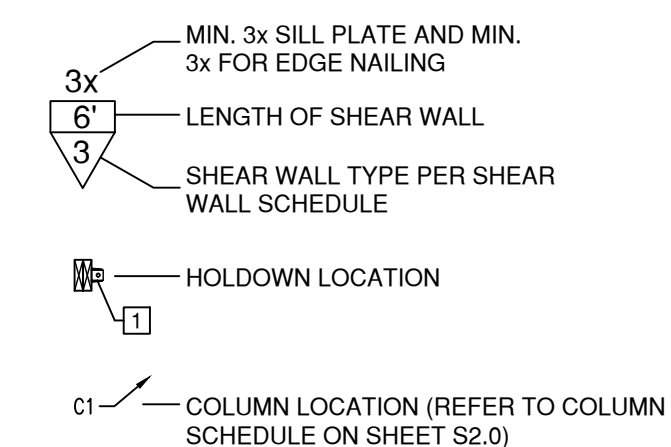 MIN. 3x SILL PLATE AND MIN.
3x FOR EDGE NAILING
3x
6'
LENGTH OF SHEAR WALL
3
SHEAR WALL TYPE PER SHEAR
WALL SCHEDULE
HOLDOWN LOCATION
1
C1
COLUMN LOCATION (REFER TO COLUMN
SCHEDULE ON SHEET S2.0)